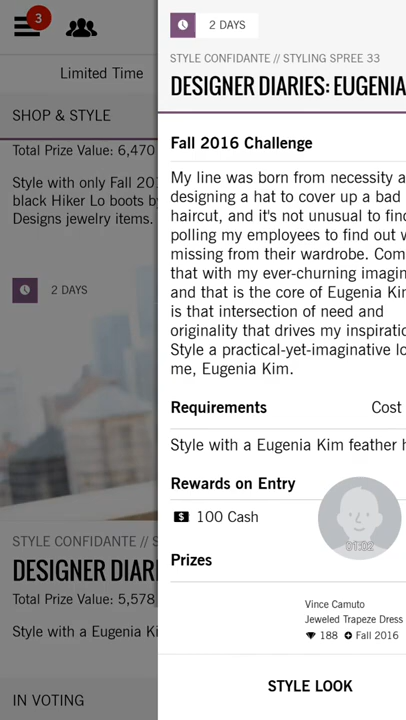 3
Limited Time
SHOP & STYLE
Total Prize Value: 6,470
Style with only Fall 20
black Hiker Lo boots b
Designs jewelry items.
2 DAYS
STYLE CONFIDANTE // S
DESIGNER DIAR
Total Prize Value: 5,578
Style with a Eugenia Ki
IN VOTING
2 DAYS
STYLE CONFIDANTE // STYLING SPREE 33
DESIGNER DIARIES: EUGENIA
Fall 2016 Challenge
My line was born from necessity a
designing a hat to cover up a bad
haircut, and it's not unusual to find
polling my employees to find out w
missing from their wardrobe. Com
that with my ever-churning imagin
and that is the core of Eugenia Kim
is that intersection of need and
originality that drives my inspiratio
Style a practical-yet-imaginative lo
me, Eugenia Kim.
Requirements Cost
Style with a Eugenia Kim feather h
Rewards on Entry
100 Cash
01:02
Prizes
Vince Camuto
Jeweled Trapeze Dress
188 Fall 2016
STYLE LOOK